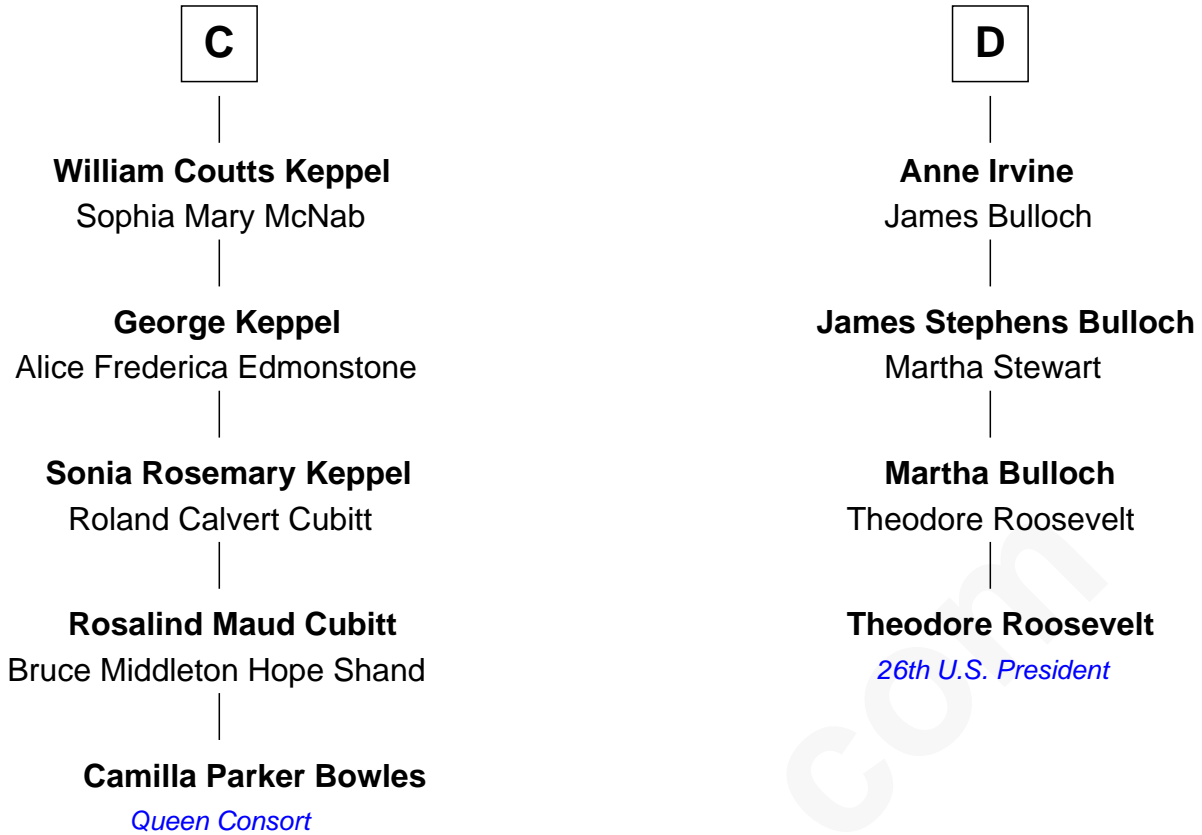 C
William Coutts Keppel
Sophia Mary McNab
George Keppel
Alice Frederica Edmonstone
Sonia Rosemary Keppel
Roland Calvert Cubitt
Rosalind Maud Cubitt
Bruce Middleton Hope Shand
Camilla Parker Bowles
Queen Consort
D
Anne Irvine
James Bulloch
James Stephens Bulloch
Martha Stewart
Martha Bulloch
Theodore Roosevelt
Theodore Roosevelt
26th U.S. President
com